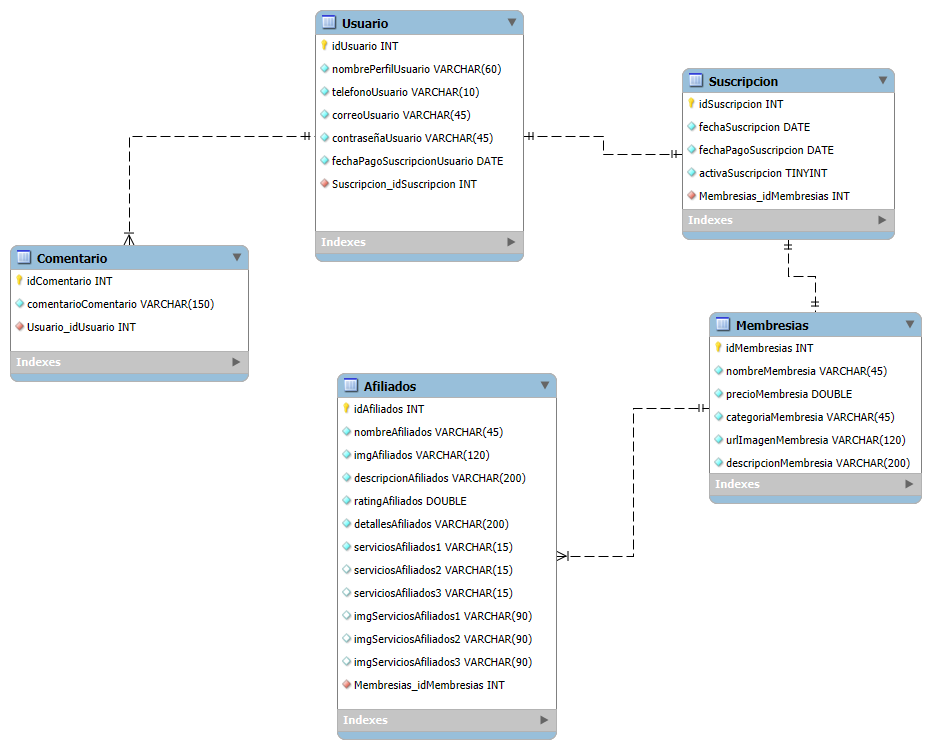 Usuario
idUsuario INT
nombrePerfilUsuario VARCHAR(60)
telefonoUsuario VARCHAR(10)
correoUsuario VARCHAR(45)
contraseñaUsuario VARCHAR(45)
fechaPagoSuscripcionUsuario DATE
Suscripcion_idSuscripcion INT
Indexes
Suscripcion
idSuscripcion INT
fechaSuscripcion DATE
fechaPagoSuscripcion DATE
activaSuscripcion TINYINT
Membresias_idMembresias INT
Indexes
Comentario
idComentario INT
comentarioComentario VARCHAR(150)
Usuario_idUsuario INT
Indexes
Membresias
idMembresias INT
nombreMembresia VARCHAR(45)
precioMembresia DOUBLE
categoriaMembresia VARCHAR(45)
urlImagenMembresia VARCHAR(120)
descripcionMembresia VARCHAR(200)
Indexes
Afiliados
idAfiliados INT
nombreAfiliados VARCHAR(45)
imgAfiliados VARCHAR(120)
descripcionAfiliados VARCHAR(200)
ratingAfiliados DOUBLE
detallesAfiliados VARCHAR(200)
serviciosAfiliados1 VARCHAR(15)
serviciosAfiliados2 VARCHAR(15)
serviciosAfiliados3 VARCHAR(15)
imgServiciosAfiliados1 VARCHAR(90)
imgServiciosAfiliados2 VARCHAR(90)
imgServiciosAfiliados3 VARCHAR(90)
Membresias_idMembresias INT
Indexes